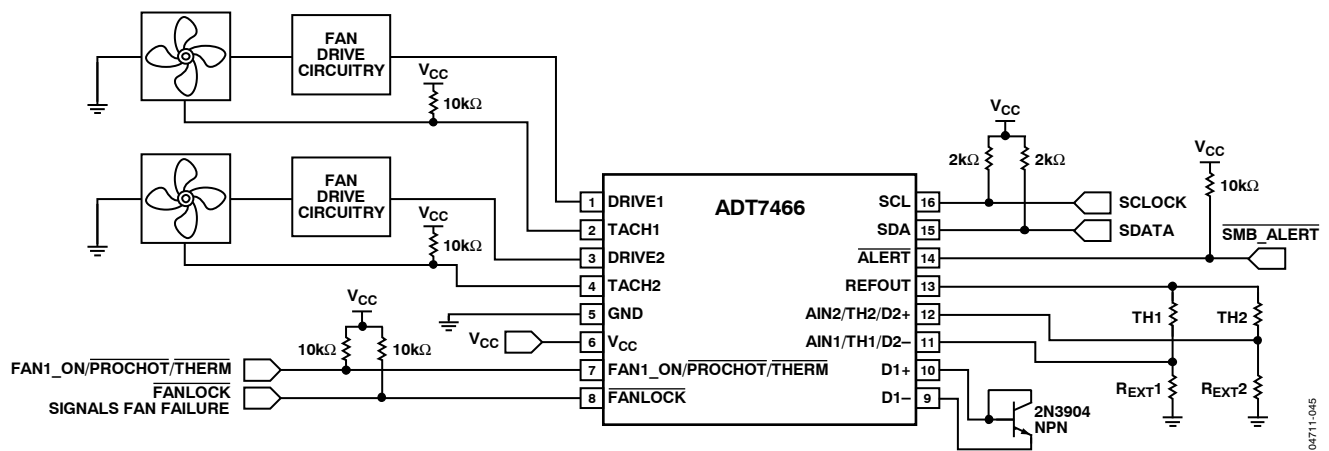 FAN
DRIVE
CIRCUITRY
VCC
10kΩ
FAN
DRIVE
CIRCUITRY
VCC
10kΩ
VCC
10kΩ
10kΩ
VCC
FAN1_ON/PROCHOT/THERM
FANLOCK
SIGNALS FAN FAILURE
ADT7466
1 DRIVE1
2 TACH1
3 DRIVE2
4 TACH2
5 GND
6 VCC
7 FAN1_ON/PROCHOT/THERM
8 FANLOCK
SCL 16
SDA 15
ALERT 14
REFOUT 13
AIN2/TH2/D2+ 12
AIN1/TH1/D2– 11
D1+ 10
D1– 9
VCC
2kΩ
2kΩ
SCLOCK
SDATA
VCC
10kΩ
SMB_ALERT
TH1
TH2
REXT1
REXT2
2N3904
NPN
04711-045